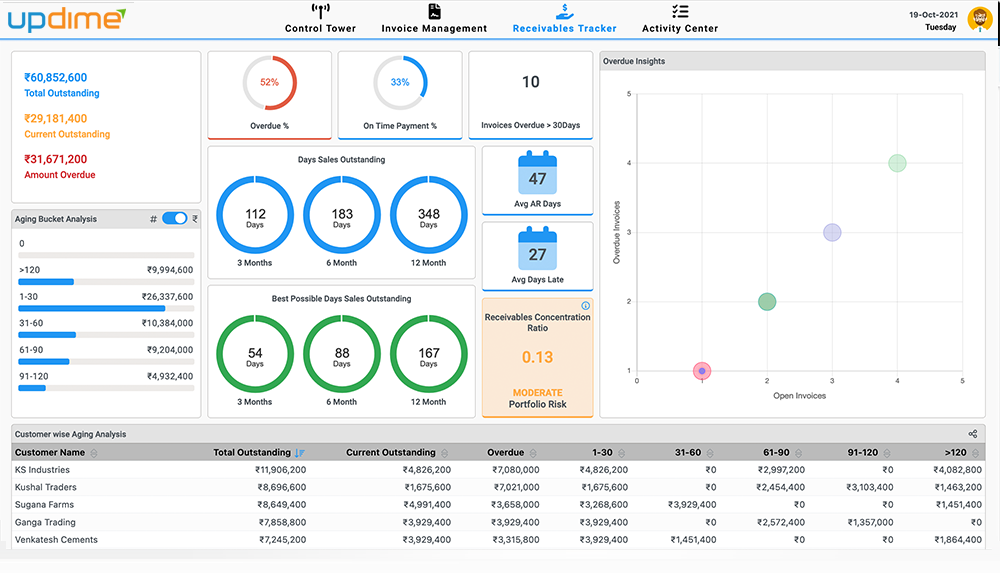 updime
Control Tower
Invoice Management
Receivables Tracker
Activity Center
19-Oct-2021
Tuesday
₹60,852,600
Total Outstanding
₹29,181,400
Current Outstanding
₹31,671,200
Amount Overdue
52%
Overdue %
33%
On Time Payment %
10
Invoices Overdue > 30Days
Aging Bucket Analysis # ₹
0
>120 ₹9,994,600
1-30 ₹26,337,600
31-60 ₹10,384,000
61-90 ₹9,204,000
91-120 ₹4,932,400
Days Sales Outstanding
112 183 348
Days Days Days
3 Months 6 Month 12 Month
Best Possible Days Sales Outstanding
54 88 167
Days Days Days
3 Months 6 Month 12 Month
47
Avg AR Days
27
Avg Days Late
Receivables Concentration
Ratio
0.13
MODERATE
Portfolio Risk
Overdue Insights
Overdue Invoices
5
4
3
2
1
0 1 2 3 4 5
Open Invoices
Customer wise Aging Analysis
Customer Name Total Outstanding Current Outstanding Overdue 1-30 31-60 61-90 91-120 >120
KS Industries ₹11,906,200 ₹4,826,200 ₹7,080,000 ₹4,826,200 ₹0 ₹2,997,200 ₹0 ₹4,082,800
Kushal Traders ₹8,696,600 ₹1,675,600 ₹7,021,000 ₹1,675,600 ₹0 ₹2,454,400 ₹3,103,400 ₹1,463,200
Sugana Farms ₹8,649,400 ₹4,991,400 ₹3,658,000 ₹3,268,600 ₹3,929,400 ₹0 ₹0 ₹1,451,400
Ganga Trading ₹7,858,800 ₹3,929,400 ₹3,929,400 ₹3,929,400 ₹0 ₹2,572,400 ₹1,357,000 ₹0
Venkatesh Cements ₹7,245,200 ₹3,929,400 ₹3,315,800 ₹3,929,400 ₹1,451,400 ₹0 ₹0 ₹1,864,400